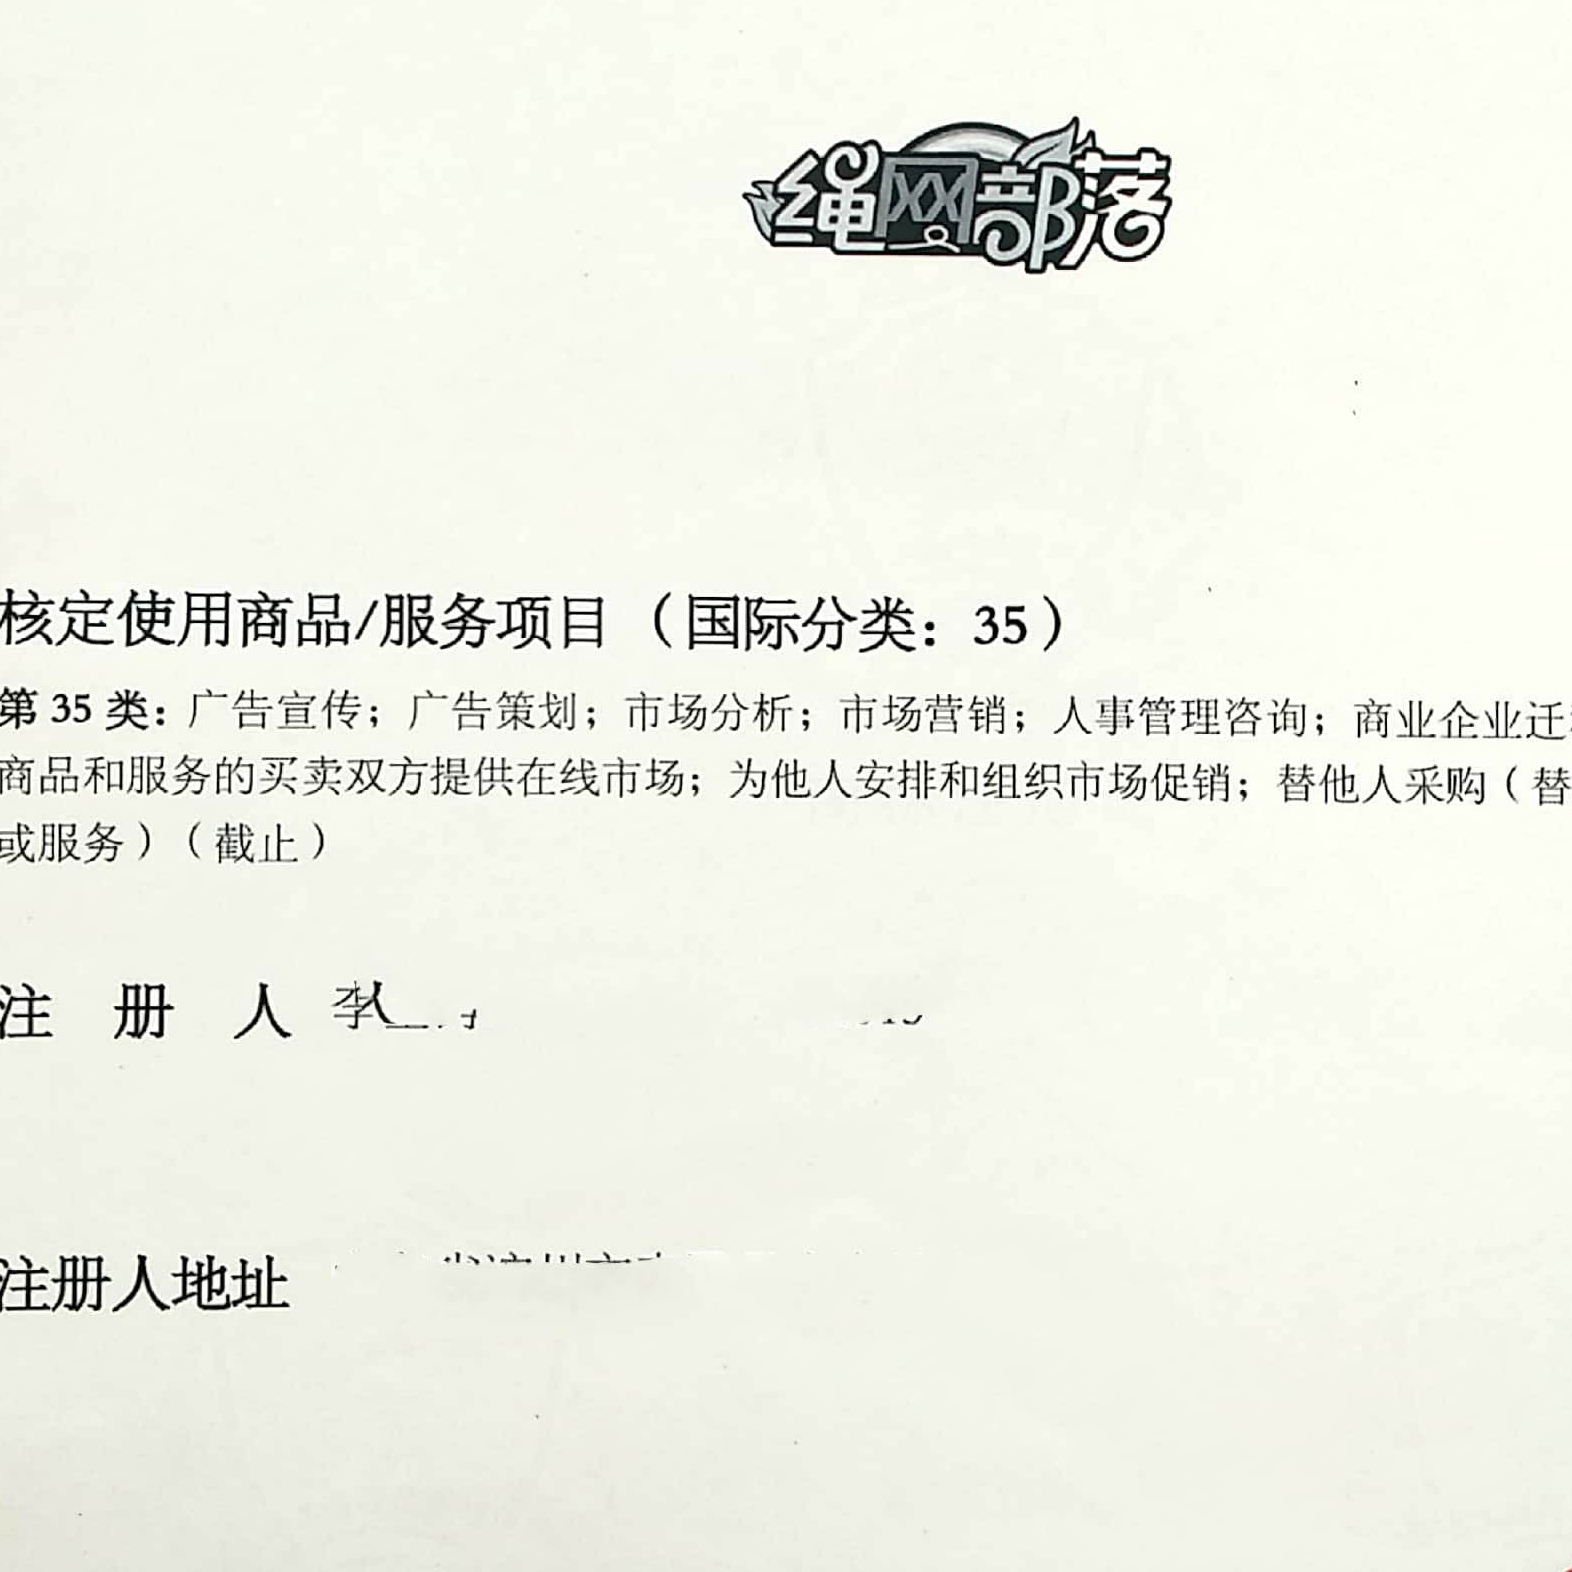 绳网部落
核定使用商品/服务项目（国际分类：35）
第 35 类：广告宣传；广告策划；市场分析；市场营销；人事管理咨询；商业企业迁
商品和服务的买卖双方提供在线市场；为他人安排和组织市场促销；替他人采购（替
或服务）（截止）
注 册 人 李
注册人地址